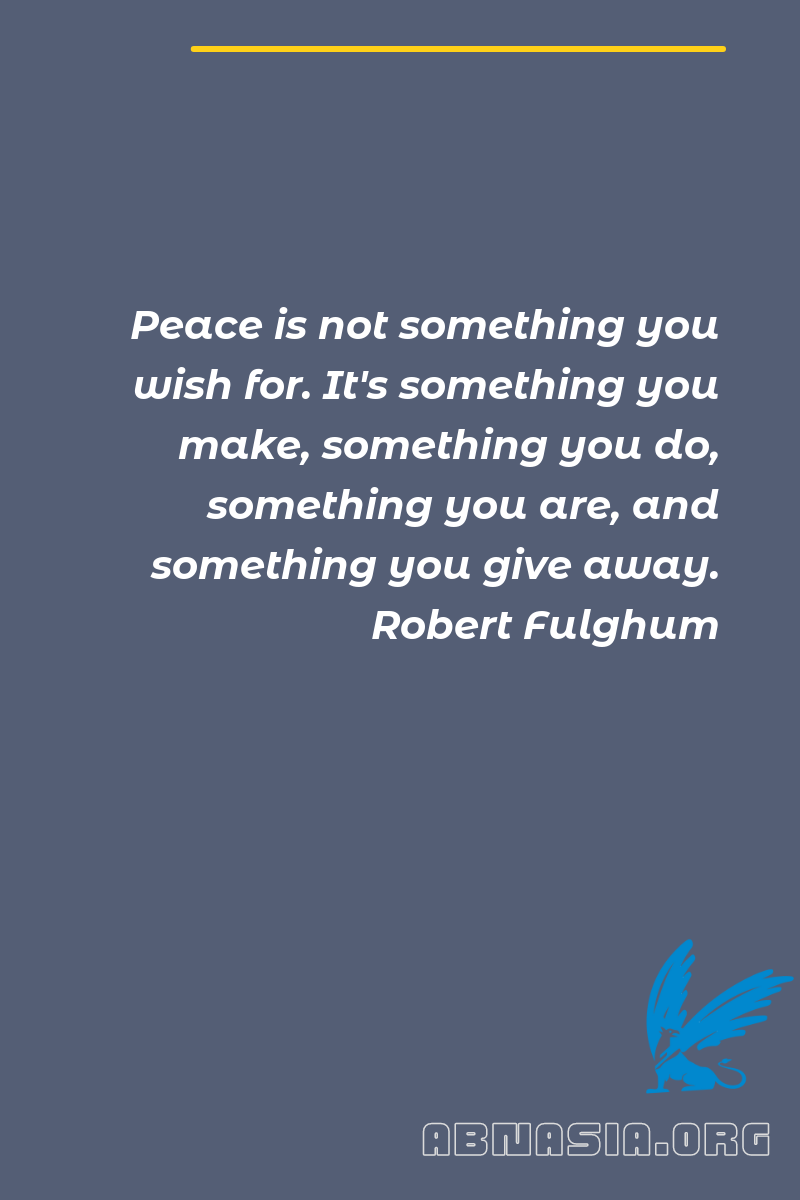 Peace is not something you
wish for. It's something you
make, something you do,
something you are, and
something you give away.
Robert Fulghum
ABNASIA.ORG